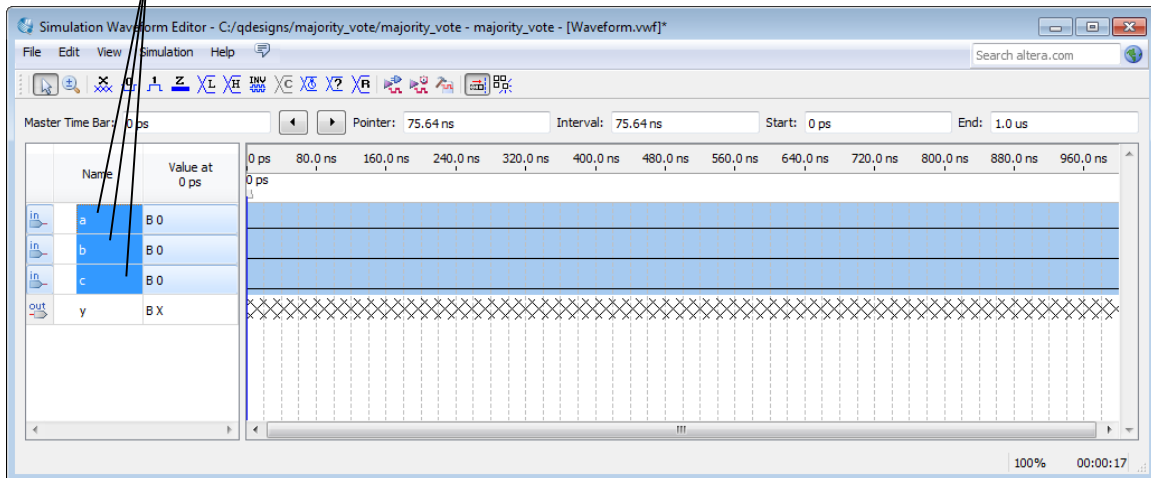 Simulation Waveform Editor - C:/qdesigns/majority_vote/majority_vote - majority_vote - [Waveform.vwf]*
File Edit View Simulation Help
Search altera.com
Master Time Bar: 0 ps Pointer: 75.64 ns Interval: 75.64 ns Start: 0 ps End: 1.0 us
Name Value at 0 ps
0 ps 80.0 ns 160.0 ns 240.0 ns 320.0 ns 400.0 ns 480.0 ns 560.0 ns 640.0 ns 720.0 ns 800.0 ns 880.0 ns 960.0 ns
0 ps
in a B 0
in b B 0
in c B 0
out y B X
100% 00:00:17